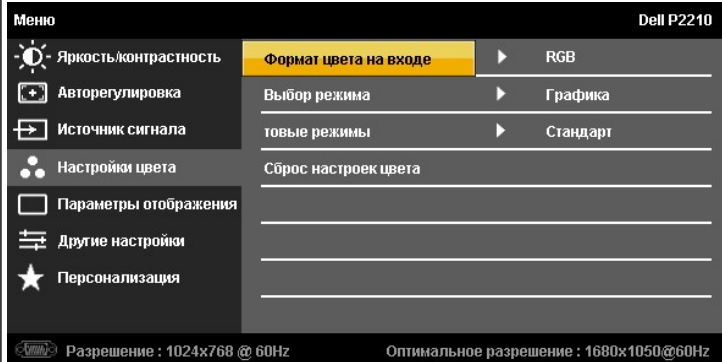 Меню Dell P2210
Яркость/контрастность
Авторегулировка
Источник сигнала
Настройки цвета
Параметры отображения
Другие настройки
Персонализация
Формат цвета на входе RGB
Выбор режима Графика
товые режимы Стандарт
Сброс настроек цвета
Разрешение : 1024x768 @ 60Hz Оптимальное разрешение : 1680x1050@60Hz